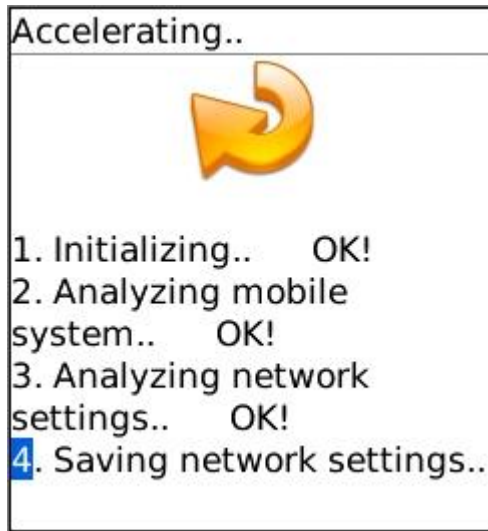 Accelerating..
1. Initializing.. OK!
2. Analyzing mobile
system.. OK!
3. Analyzing network
settings.. OK!
4. Saving network settings..